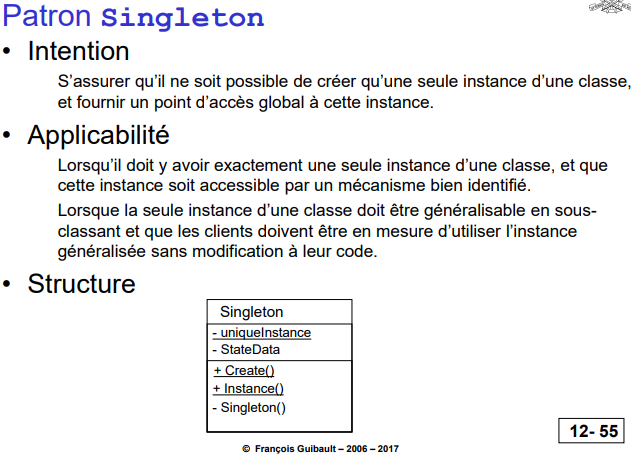 Patron Singleton
• Intention
S'assurer qu'il ne soit possible de créer qu'une seule instance d'une classe,
et fournir un point d'accès global à cette instance.
• Applicabilité
Lorsqu'il doit y avoir exactement une seule instance d'une classe, et que
cette instance soit accessible par un mécanisme bien identifié.
Lorsque la seule instance d'une classe doit être généralisable en sous-
classant et que les clients doivent être en mesure d'utiliser l'instance
généralisée sans modification à leur code.
• Structure
Singleton
- uniqueInstance
- StateData
+ Create()
+ Instance()
- Singleton()
12- 55
© François Guibault – 2006 – 2017